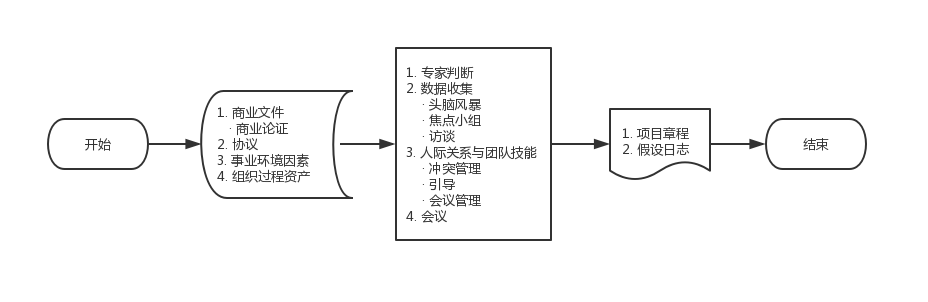 开始
1. 商业文件
· 商业论证
2. 协议
3. 事业环境因素
4. 组织过程资产
1. 专家判断
2. 数据收集
· 头脑风暴
· 焦点小组
· 访谈
3. 人际关系与团队技能
· 冲突管理
· 引导
· 会议管理
4. 会议
1. 项目章程
2. 假设日志
结束